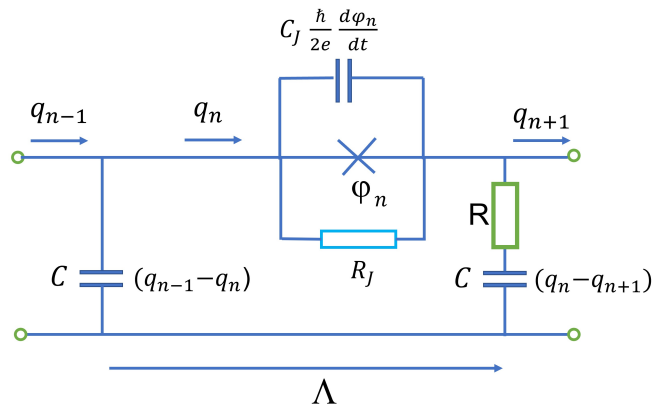 C_J ℏ/2e dφ_n/dt
q_{n−1}
q_n
q_{n+1}
φ_n
R
R_J
C (q_{n−1}−q_n)
C (q_n−q_{n+1})
Λ